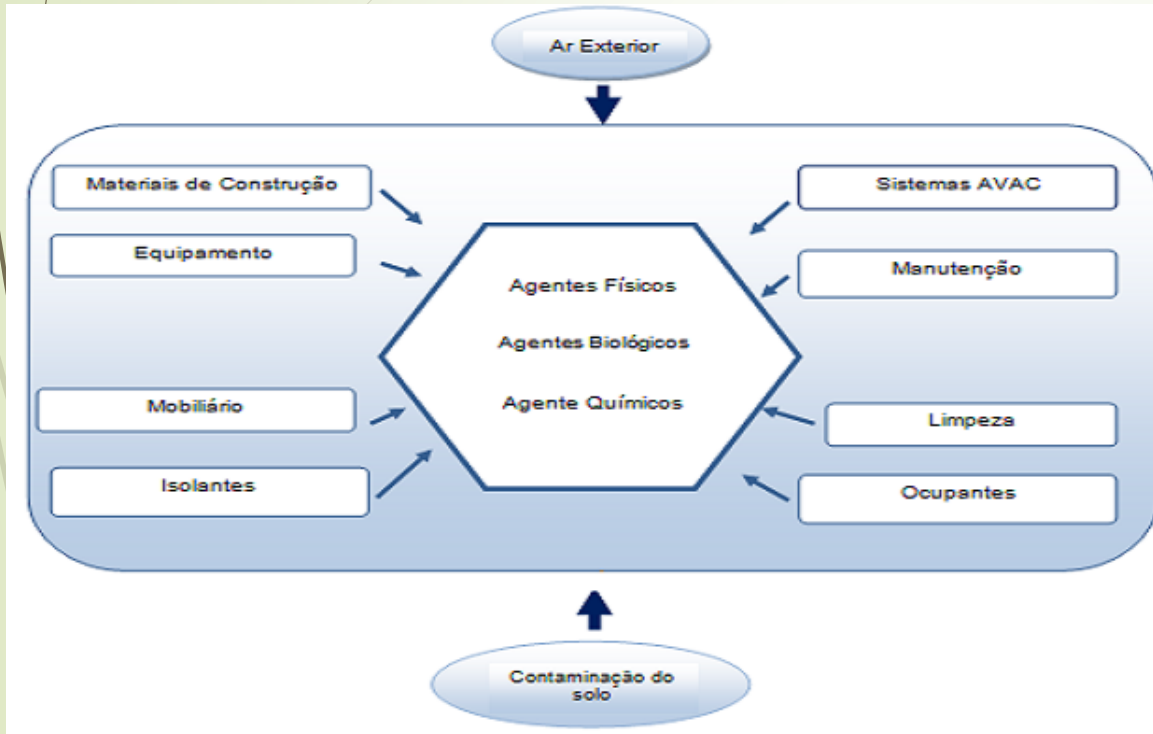 Ar Exterior
Materiais de Construção
Sistemas AVAC
Equipamento
Manutenção
Agentes Físicos
Agentes Biológicos
Agente Químicos
Mobiliário
Limpeza
Isolantes
Ocupantes
Contaminação do
solo